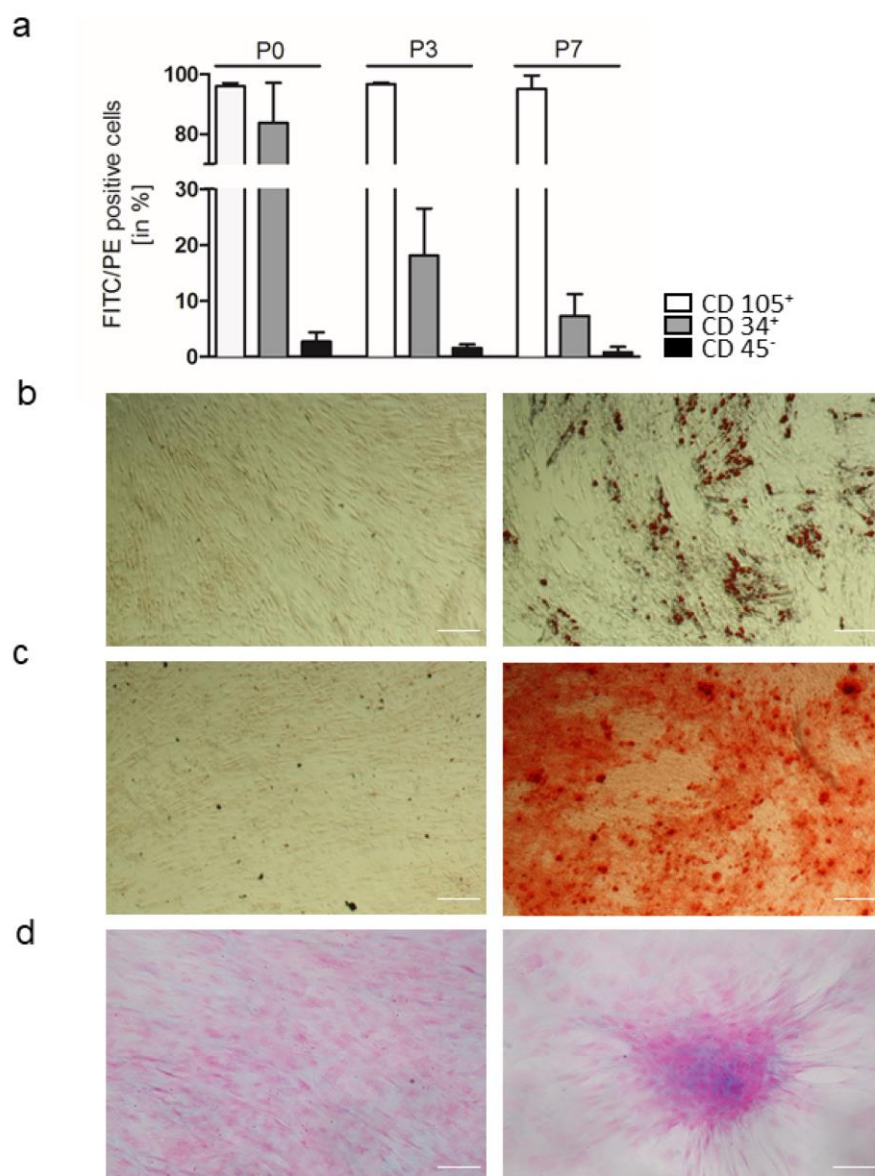 a
P0 P3 P7
FITC/PE positive cells
[in %]
100
80
30
20
10
0
CD 105⁺
CD 34⁺
CD 45⁻
b
c
d